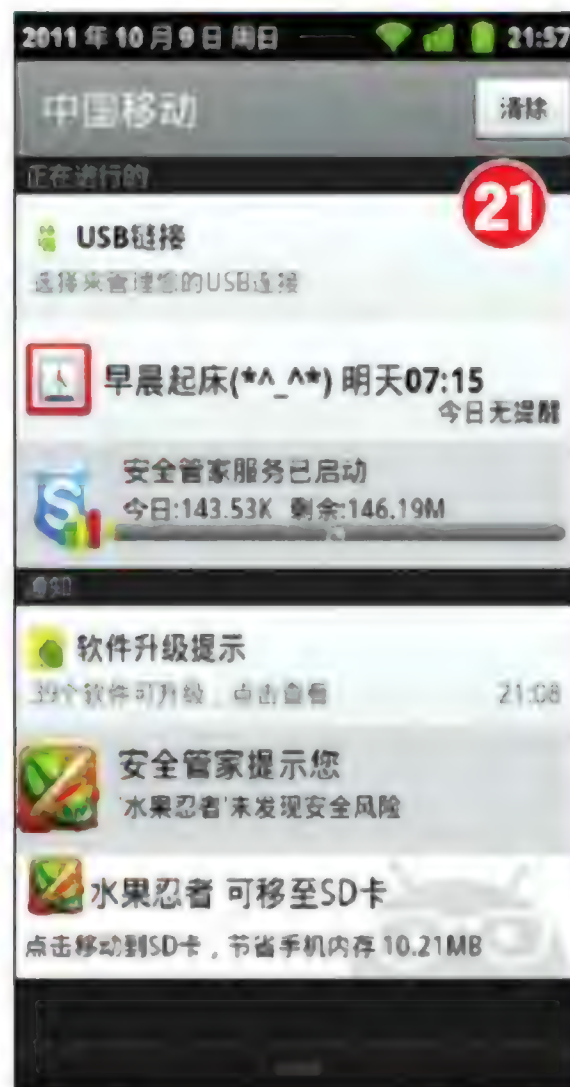 2011年10月9日 周日 21:57
中国移动
清除
正在进行的
21
USB链接
选择来管理您的USB连接
早晨起床(*^_^*) 明天07:15
今日无提醒
安全管家服务已启动
今日:143.53K 剩余:146.19M
通知
软件升级提示
39个软件可升级，点击查看 21:08
安全管家提示您
'水果忍者'未发现安全风险
水果忍者 可移至SD卡
点击移动到SD卡，节省手机内存 10.21MB